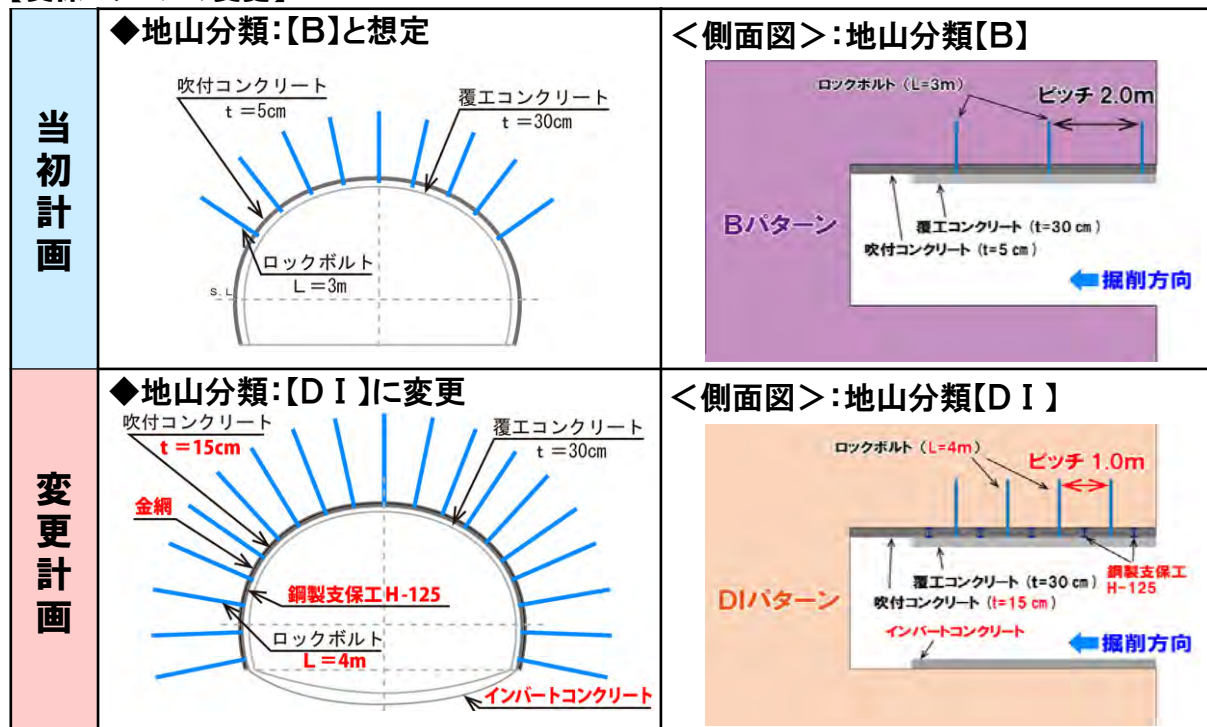 当初計画
◆地山分類:【B】と想定
吹付コンクリート
t =5cm
覆工コンクリート
t =30cm
ロックボルト
L =3m
S.L
<側面図>:地山分類【B】
ロックボルト (L=3m)
ピッチ 2.0m
Bパターン
覆工コンクリート (t=30 cm )
吹付コンクリート (t=5 cm )
掘削方向
変更計画
◆地山分類:【DⅠ】に変更
吹付コンクリート
t =15cm
覆工コンクリート
t =30cm
金網
鋼製支保工H-125
ロックボルト
L =4m
インバートコンクリート
<側面図>:地山分類【DⅠ】
ロックボルト (L=4m)
ピッチ 1.0m
DIパターン
覆工コンクリート (t=30 cm )
鋼製支保工
H-125
吹付コンクリート (t=15 cm )
インバートコンクリート
掘削方向